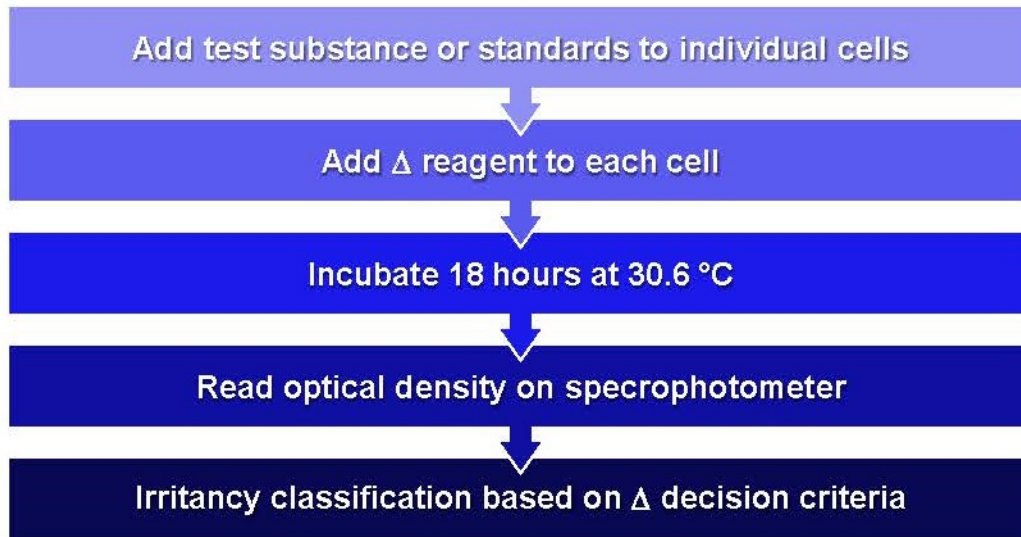 Add test substance or standards to individual cells
Add Δ reagent to each cell
Incubate 18 hours at 30.6 °C
Read optical density on specrophotometer
Irritancy classification based on Δ decision criteria